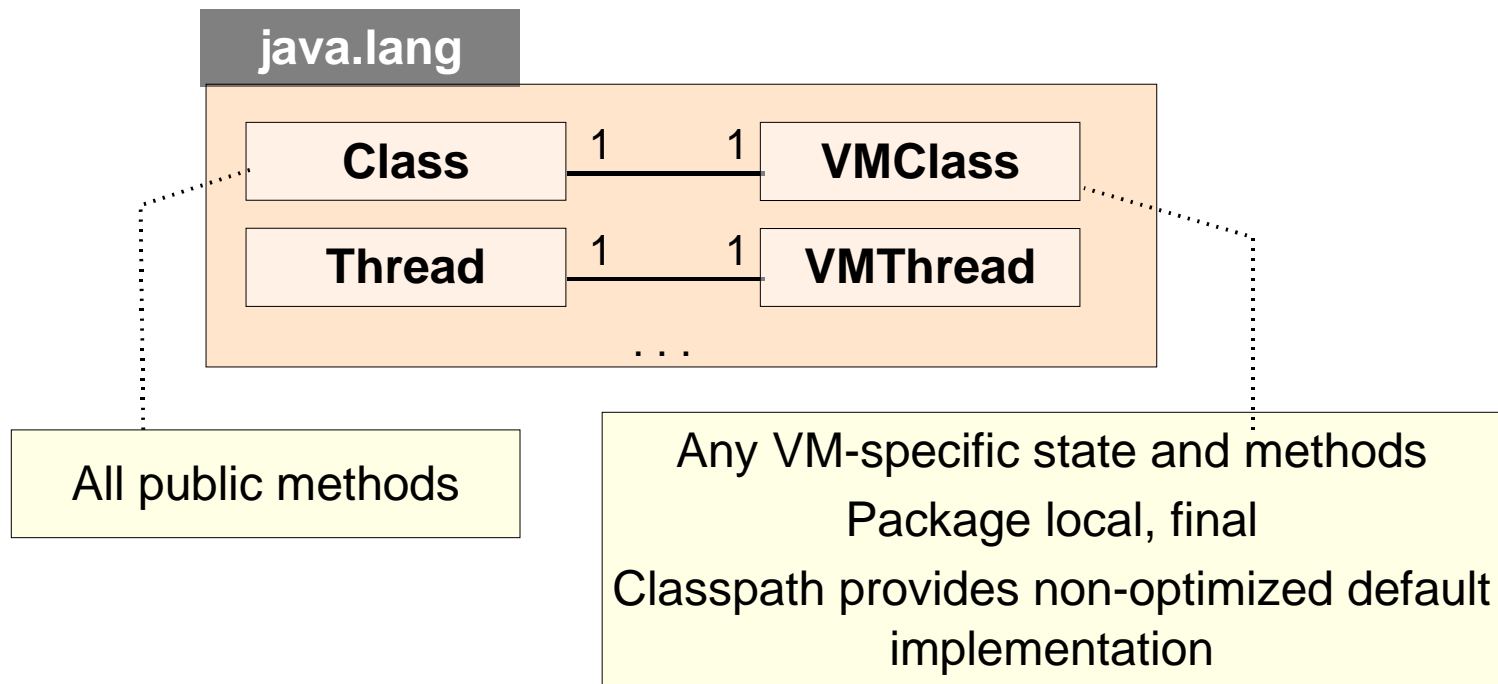 java.lang
Class 1 1 VMClass
Thread 1 1 VMThread
. . .
All public methods
Any VM-specific state and methods
Package local, final
Classpath provides non-optimized default
implementation